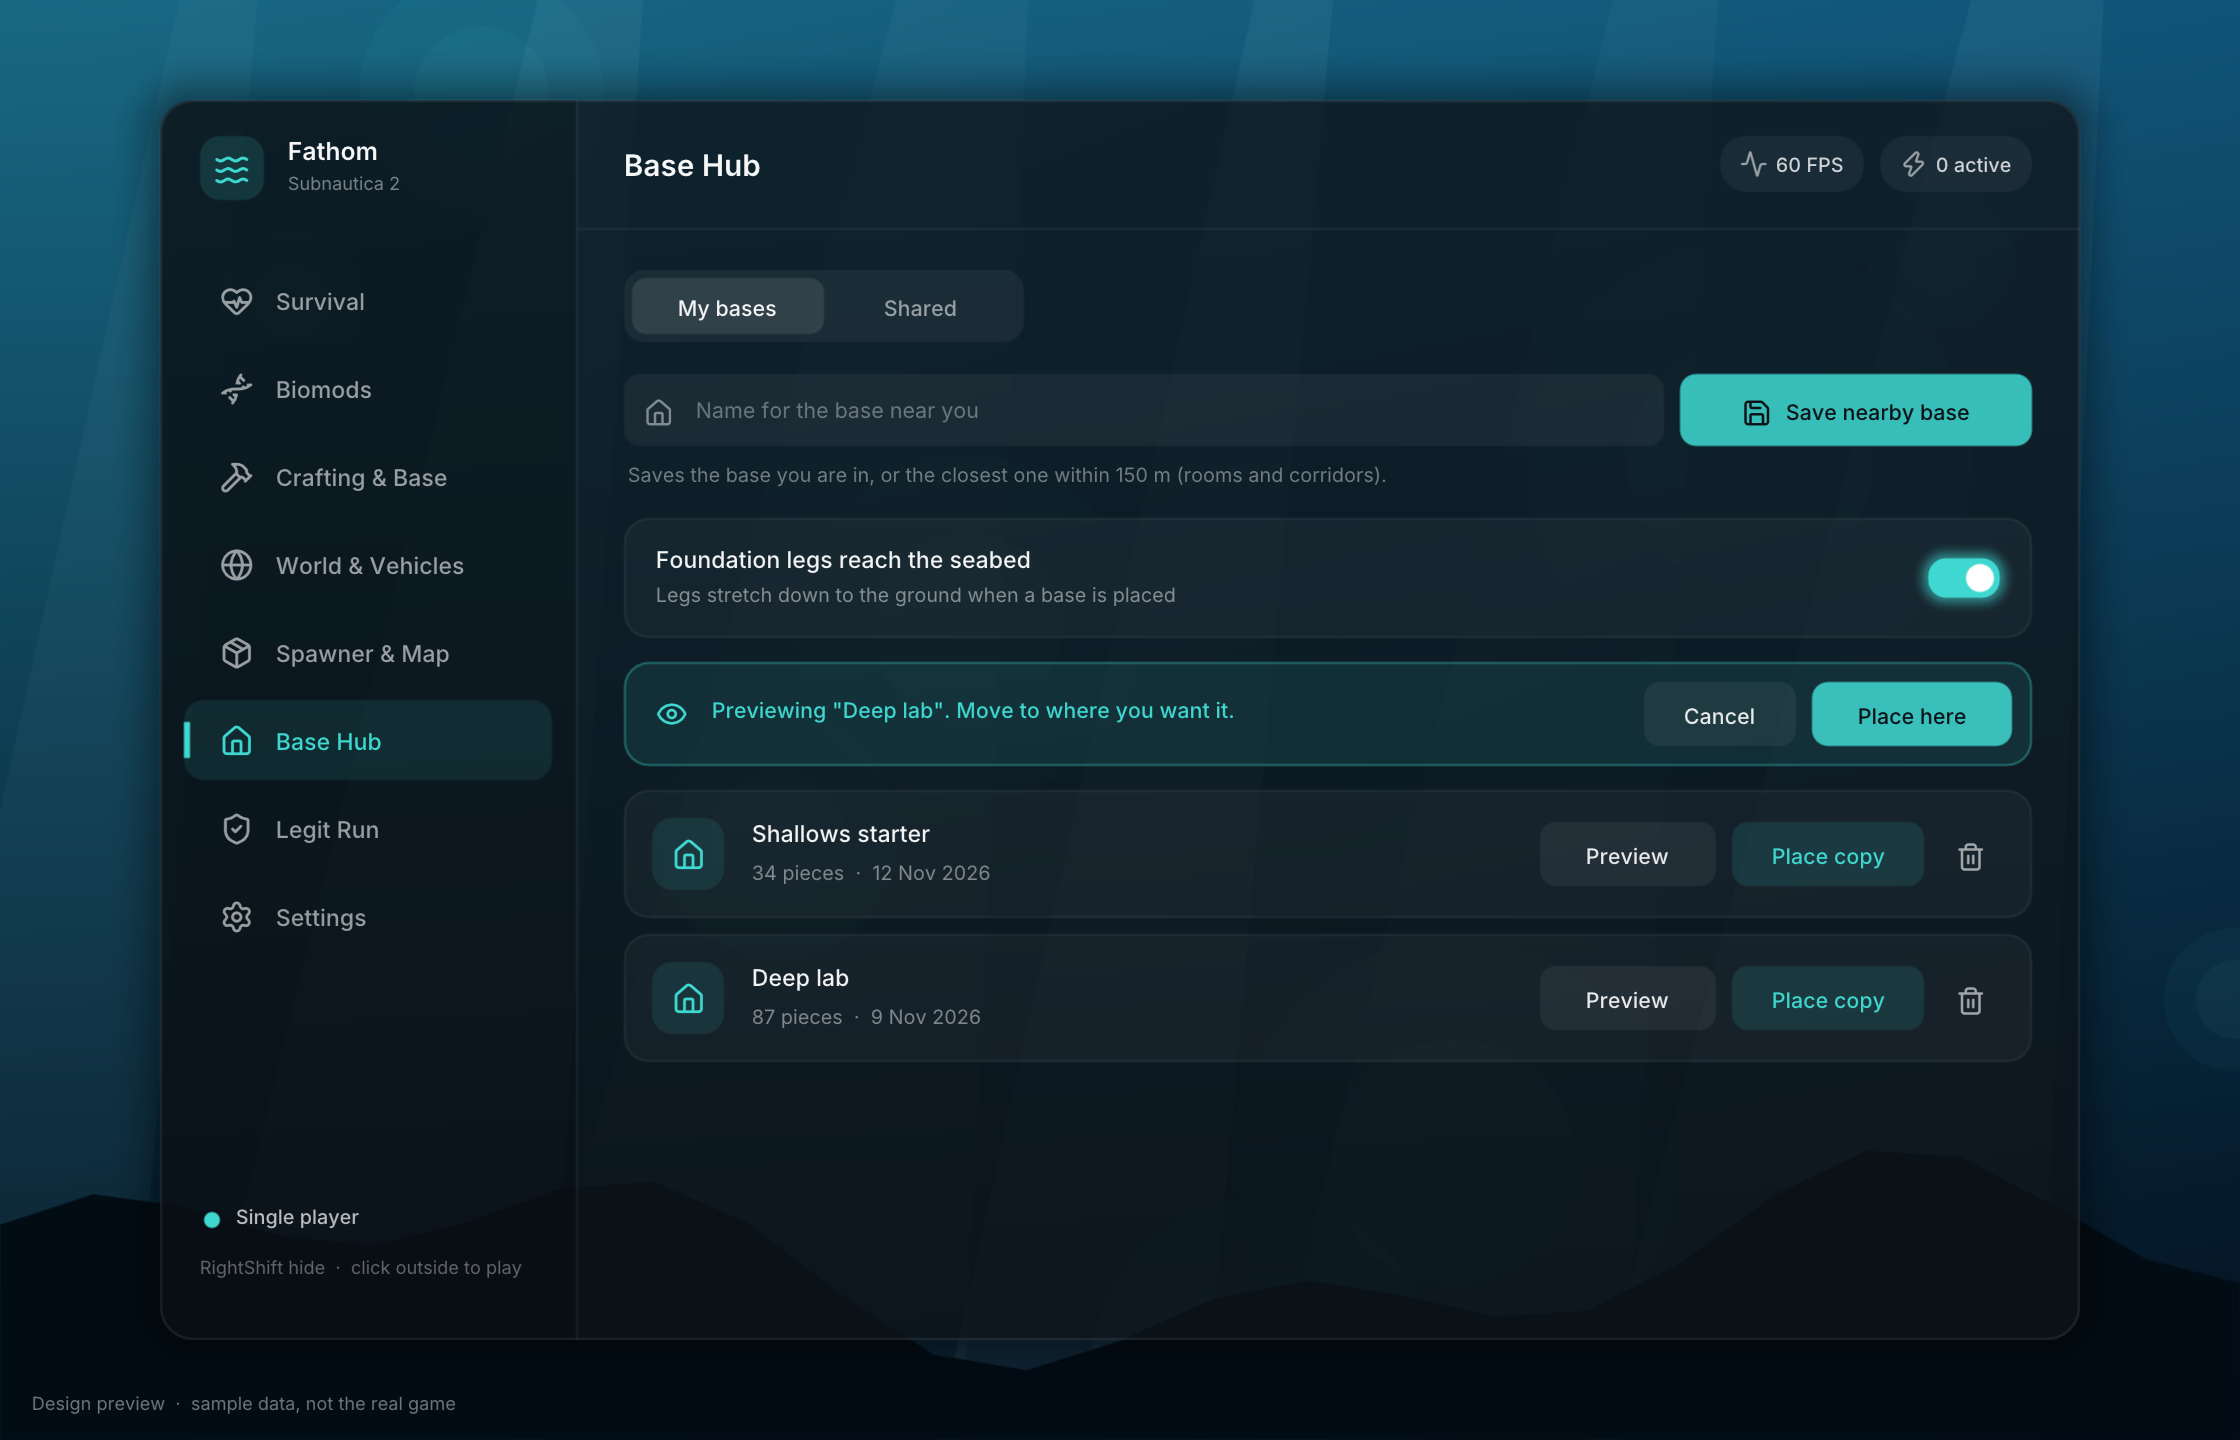 Fathom
Subnautica 2
Survival
Biomods
Crafting & Base
World & Vehicles
Spawner & Map
Base Hub
Legit Run
Settings
Single player
RightShift hide · click outside to play
Base Hub
60 FPS
0 active
My bases
Shared
Name for the base near you
Save nearby base
Saves the base you are in, or the closest one within 150 m (rooms and corridors).
Foundation legs reach the seabed
Legs stretch down to the ground when a base is placed
Previewing "Deep lab". Move to where you want it.
Cancel
Place here
Shallows starter
34 pieces · 12 Nov 2026
Preview
Place copy
Deep lab
87 pieces · 9 Nov 2026
Preview
Place copy
Design preview · sample data, not the real game